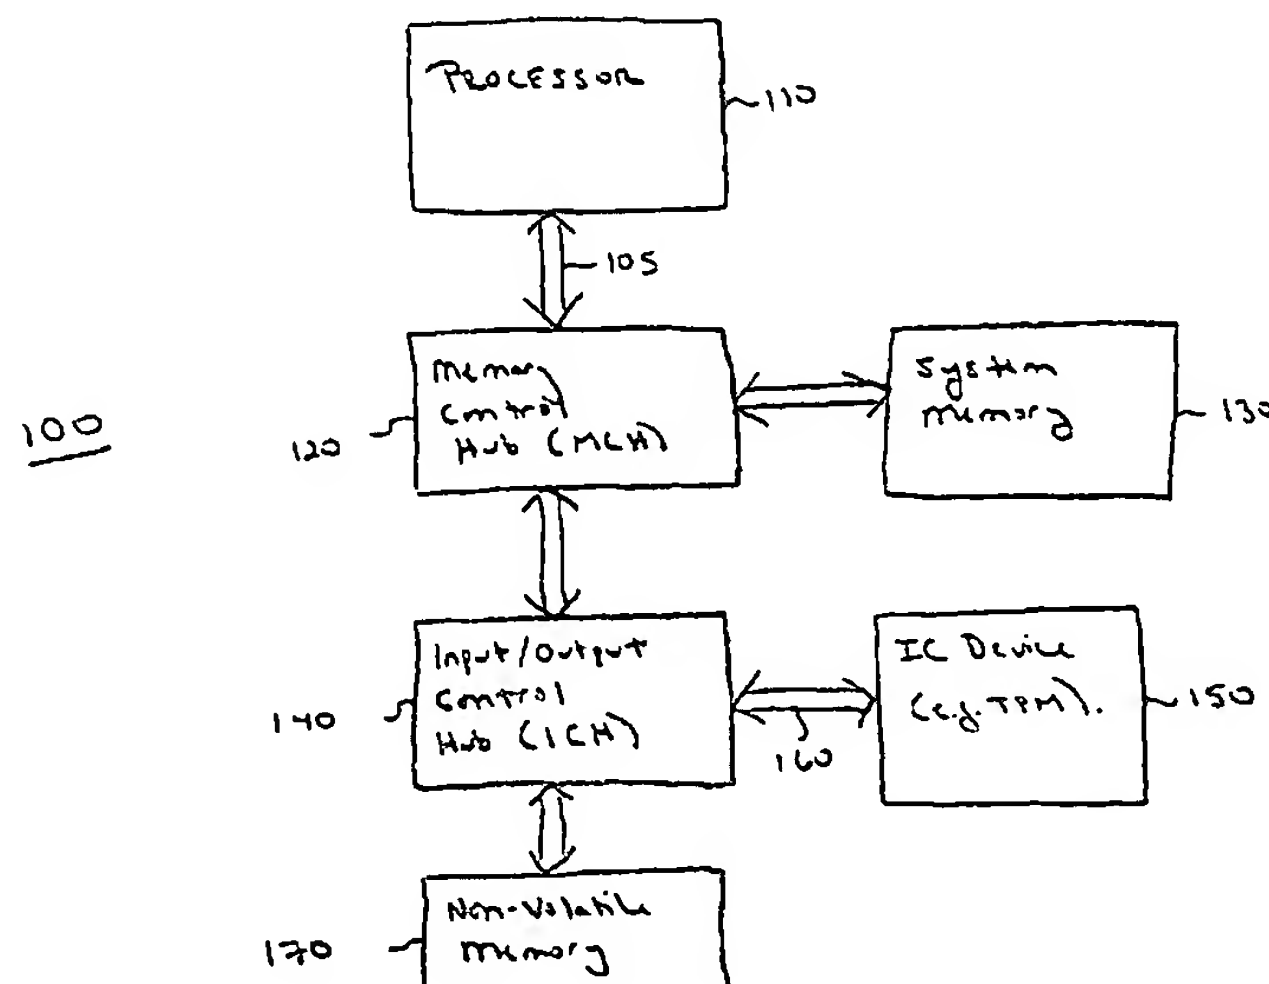 PROCESSOR
110
105
Memory
Control
Hub (MCH)
120
System
Memory
130
100
Input/Output
Control
Hub (ICH)
140
IC Device
(e.g. TPM).
150
160
Non-Volatile
Memory
170